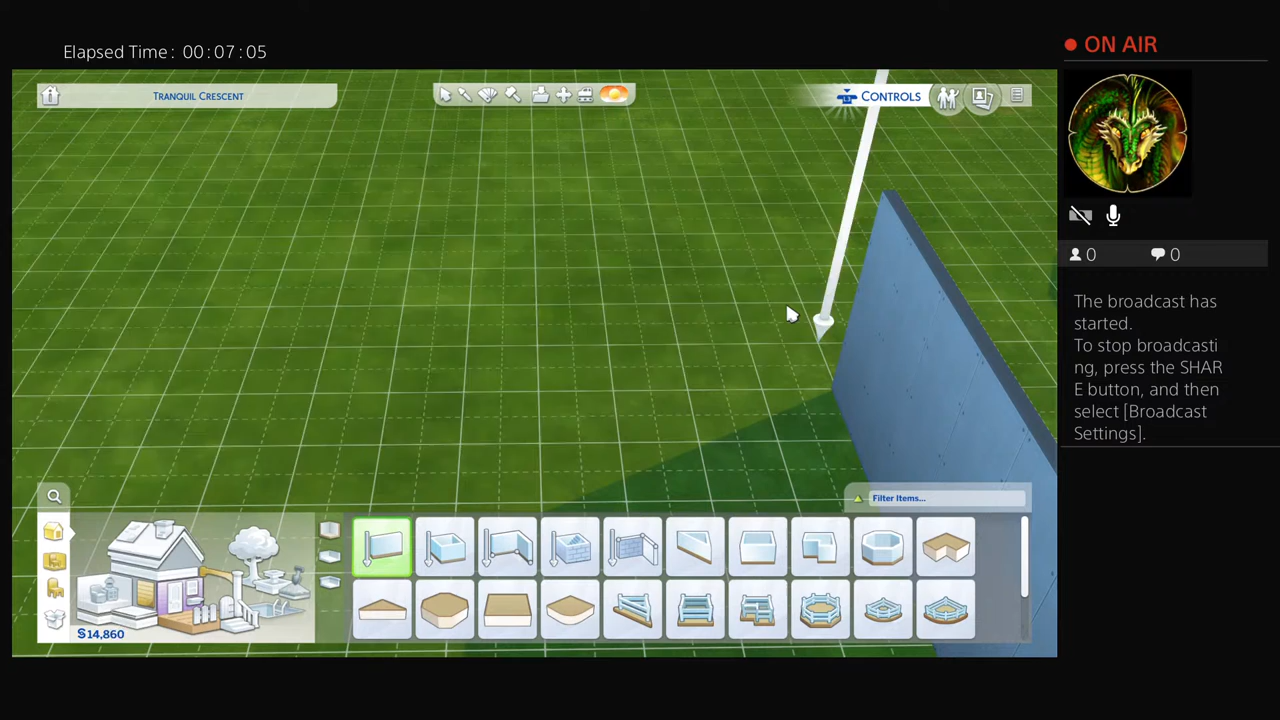 Elapsed Time: 00:07:05
ON AIR
TRANQUIL CRESCENT
L3
CONTROLS
0
0
The broadcast has
started.
To stop broadcasti
ng, press the SHAR
E button, and then
select [Broadcast
Settings].
Filter Items...
§14,860